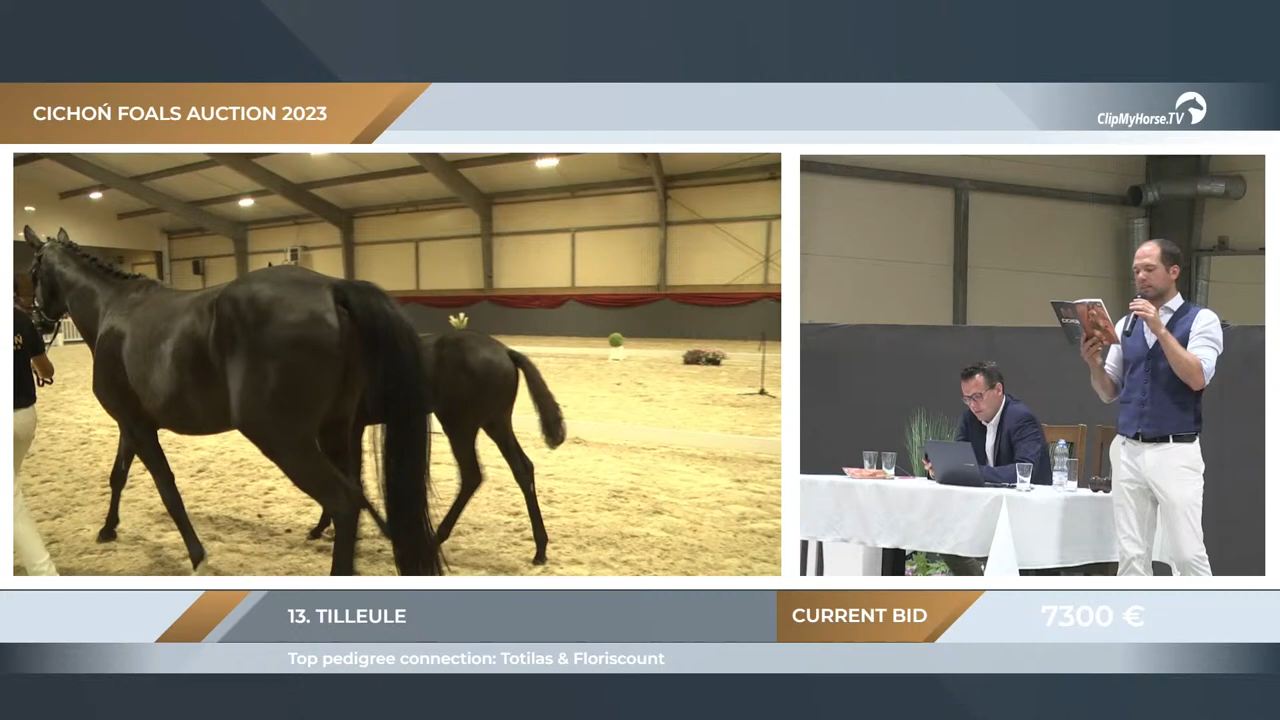 CICHOŃ FOALS AUCTION 2023
ClipMyHorse.TV
13. TILLEULE
CURRENT BID
7300 €
Top pedigree connection: Totilas & Floriscount